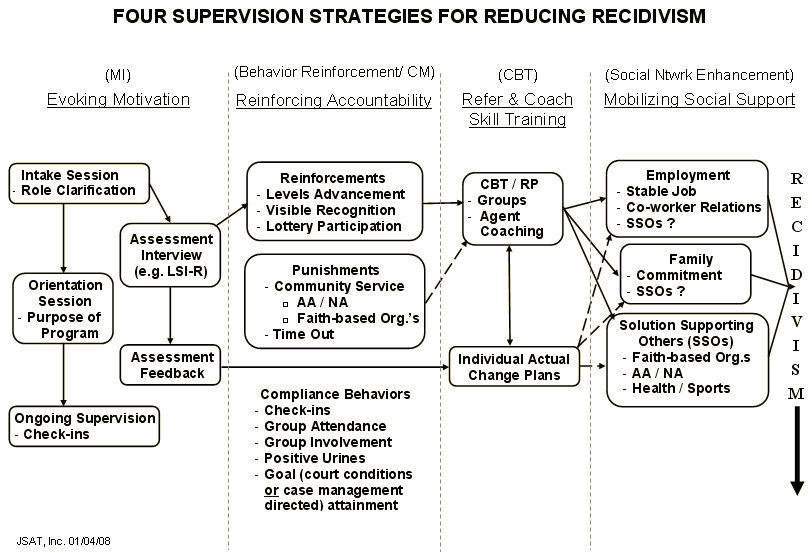 FOUR SUPERVISION STRATEGIES FOR REDUCING RECIDIVISM
(MI)
Evoking Motivation
(Behavior Reinforcement/ CM)
Reinforcing Accountability
(CBT)
Refer & Coach
Skill Training
(Social Ntwrk Enhancement)
Mobilizing Social Support
Intake Session
- Role Clarification
Assessment
Interview
(e.g. LSI-R)
Orientation
Session
- Purpose of
Program
Assessment
Feedback
Ongoing Supervision
- Check-ins
Reinforcements
- Levels Advancement
- Visible Recognition
- Lottery Participation
Punishments
- Community Service
AA / NA
Faith-based Org.'s
- Time Out
Compliance Behaviors
- Check-ins
- Group Attendance
- Group Involvement
- Positive Urines
- Goal (court conditions
or case management
directed) attainment
CBT / RP
- Groups
- Agent
Coaching
Individual Actual
Change Plans
Employment
- Stable Job
- Co-worker Relations
- SSOs ?
Family
- Commitment
- SSOs ?
Solution Supporting
Others (SSOs)
- Faith-based Org.s
- AA / NA
- Health / Sports
R
E
C
I
D
I
V
I
S
M
JSAT, Inc. 01/04/08